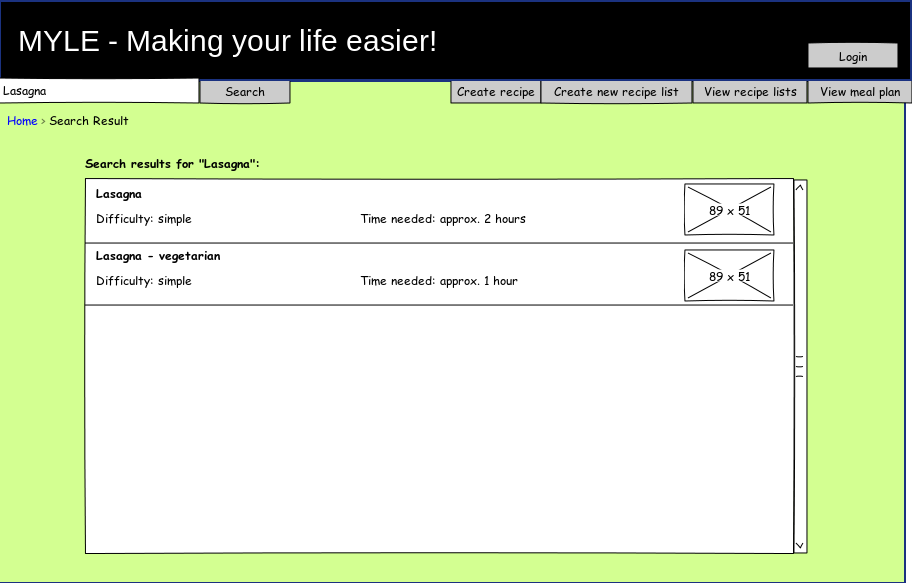 MYLE - Making your life easier!
Login
Lasagna
Search
Create recipe
Create new recipe list
View recipe lists
View meal plan
Home > Search Result
Search results for "Lasagna":
Lasagna
Difficulty: simple
Time needed: approx. 2 hours
89 x 51
Lasagna - vegetarian
Difficulty: simple
Time needed: approx. 1 hour
89 x 51